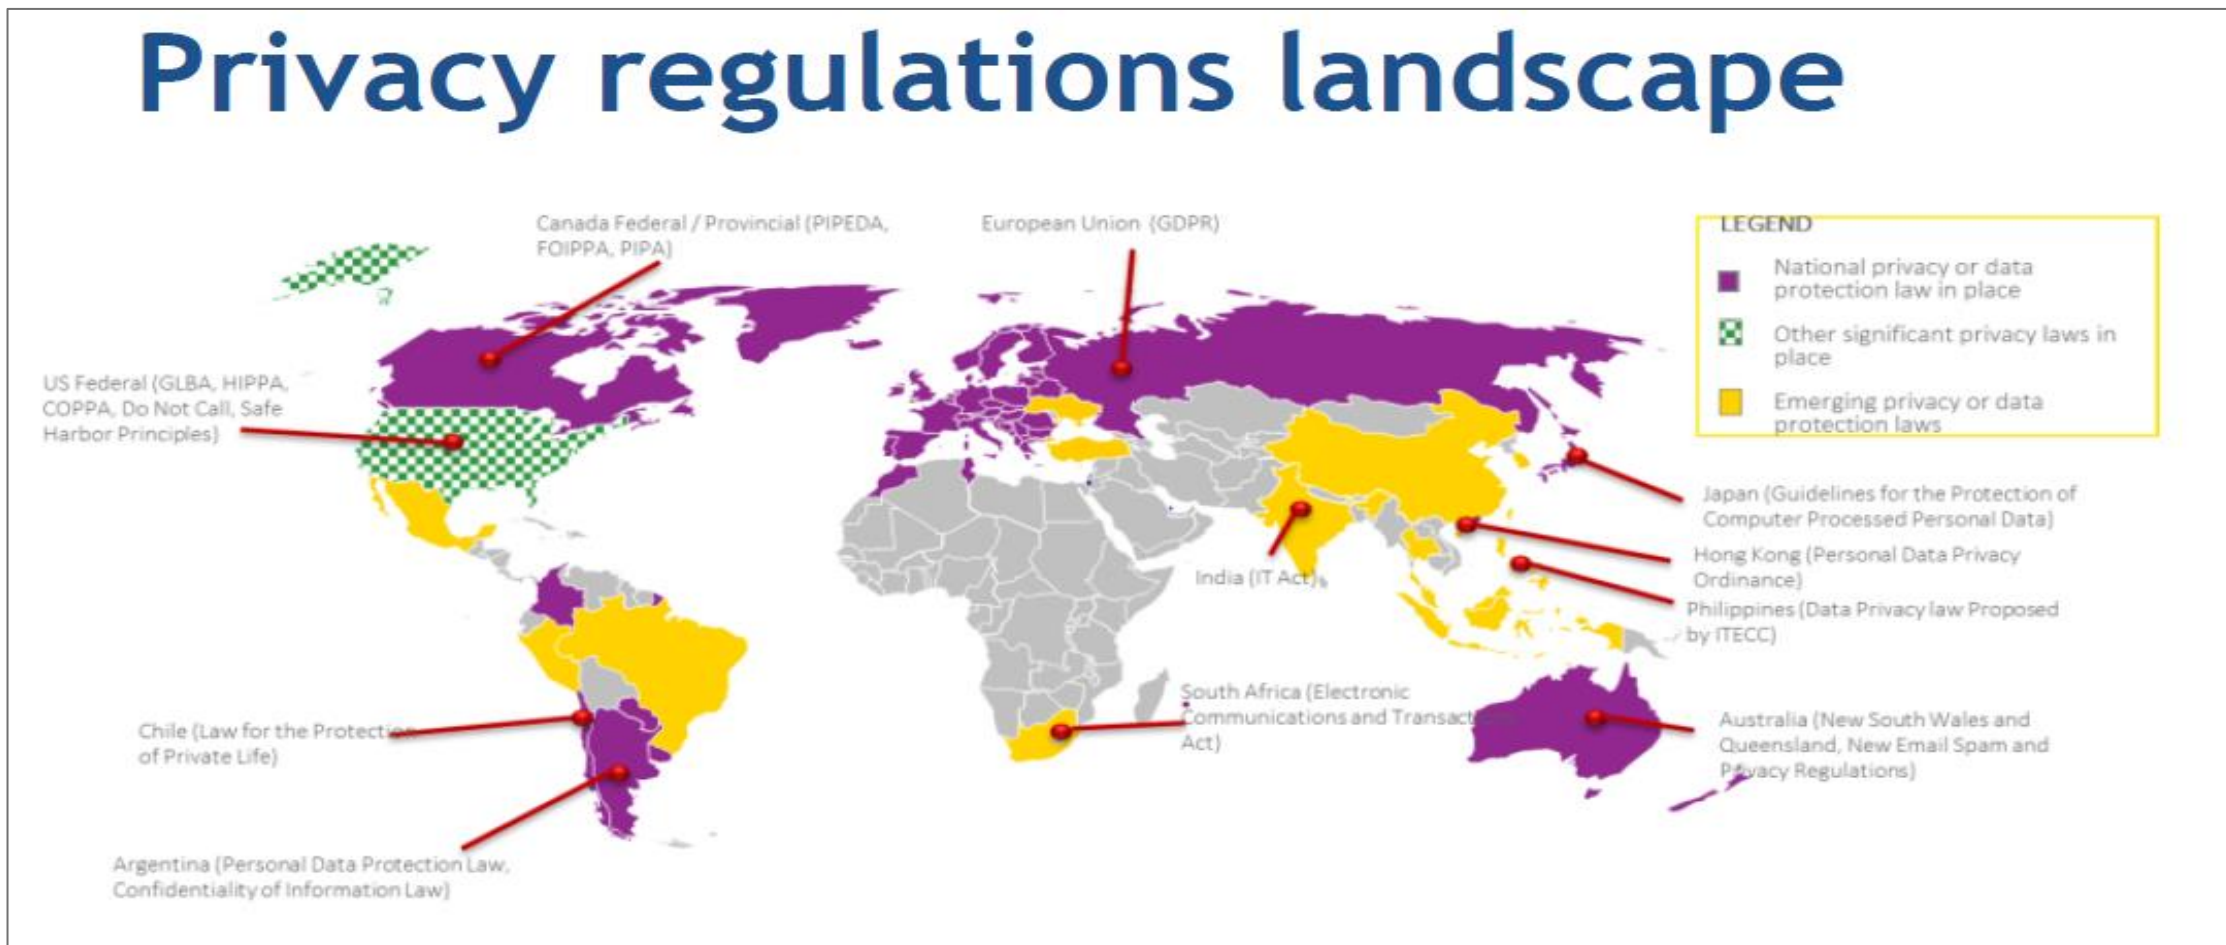 Privacy regulations landscape
Canada Federal / Provincial (PIPEDA,
FOIPPA, PIPA)
European Union (GDPR)
LEGEND
National privacy or data
protection law in place
Other significant privacy laws in
place
Emerging privacy or data
protection laws
US Federal (GLBA, HIPPA,
COPPA, Do Not Call, Safe
Harbor Principles)
Japan (Guidelines for the Protection of
Computer Processed Personal Data)
Hong Kong (Personal Data Privacy
Ordinance)
India (IT Act)
Philippines (Data Privacy law Proposed
by ITECC)
South Africa (Electronic
Communications and
Act)
Chile (Law for the Protection
of Private Life)
Australia (New South Wales and
Queensland, New Email Spam and
Privacy Regulations)
Argentina (Personal Data Protection Law,
Confidentiality of Information Law)